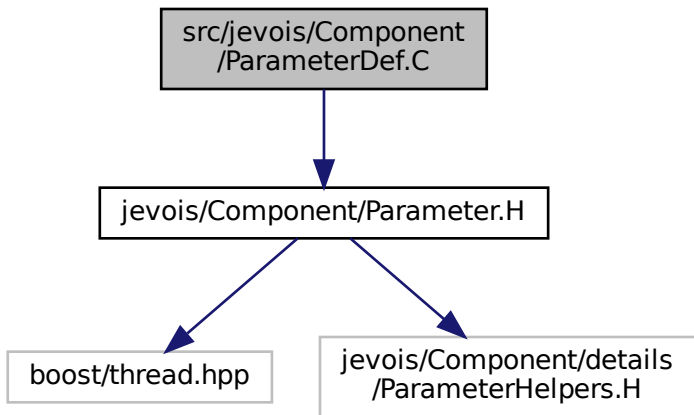 src/jevois/Component
/ParameterDef.C
jevois/Component/Parameter.H
boost/thread.hpp
jevois/Component/details
/ParameterHelpers.H